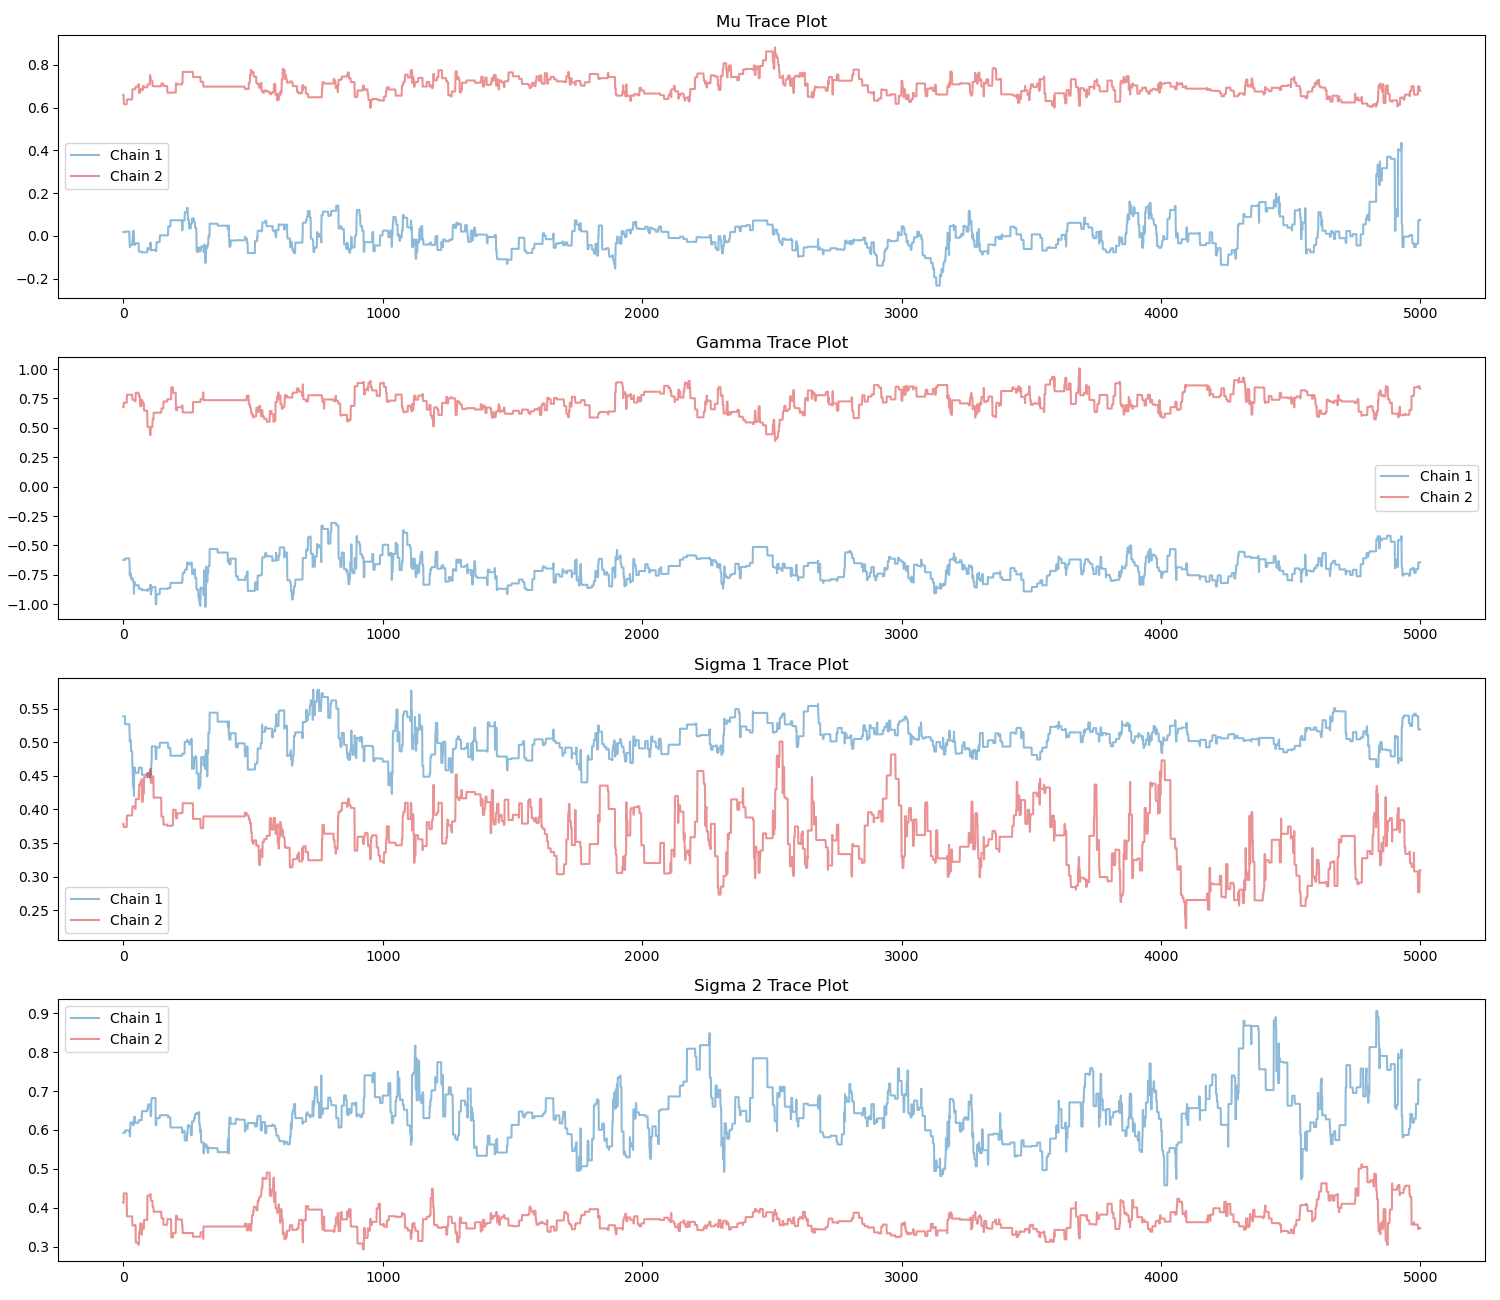 Mu Trace Plot
0.8
0.6
0.4
0.2
0.0
−0.2
Chain 1
Chain 2
0 1000 2000 3000 4000 5000
Gamma Trace Plot
1.00
0.75
0.50
0.25
0.00
−0.25
−0.50
−0.75
−1.00
Chain 1
Chain 2
0 1000 2000 3000 4000 5000
Sigma 1 Trace Plot
0.55
0.50
0.45
0.40
0.35
0.30
0.25
Chain 1
Chain 2
0 1000 2000 3000 4000 5000
Sigma 2 Trace Plot
0.9
0.8
0.7
0.6
0.5
0.4
0.3
Chain 1
Chain 2
0 1000 2000 3000 4000 5000